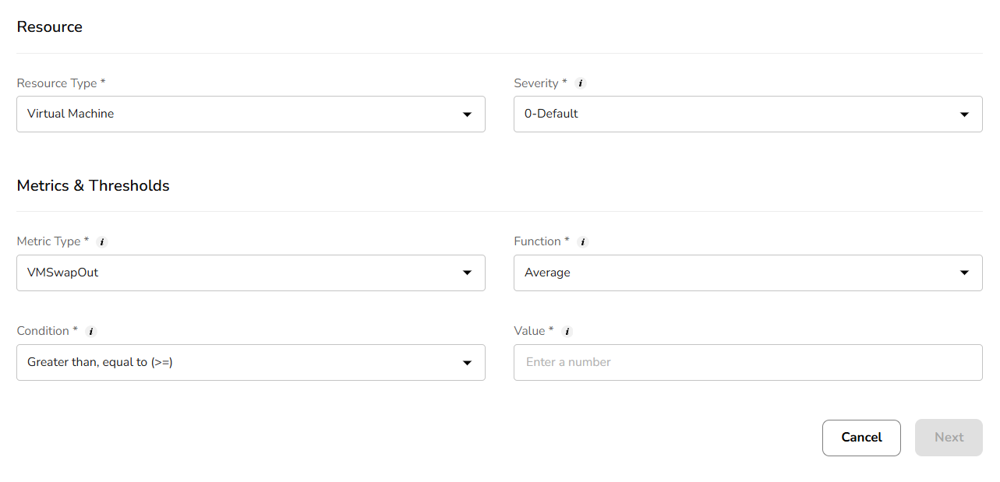 Resource
Resource Type * Severity * i
Virtual Machine 0-Default
Metrics & Thresholds
Metric Type * i Function * i
VMSwapOut Average
Condition * i Value * i
Greater than, equal to (>=) Enter a number
Cancel Next